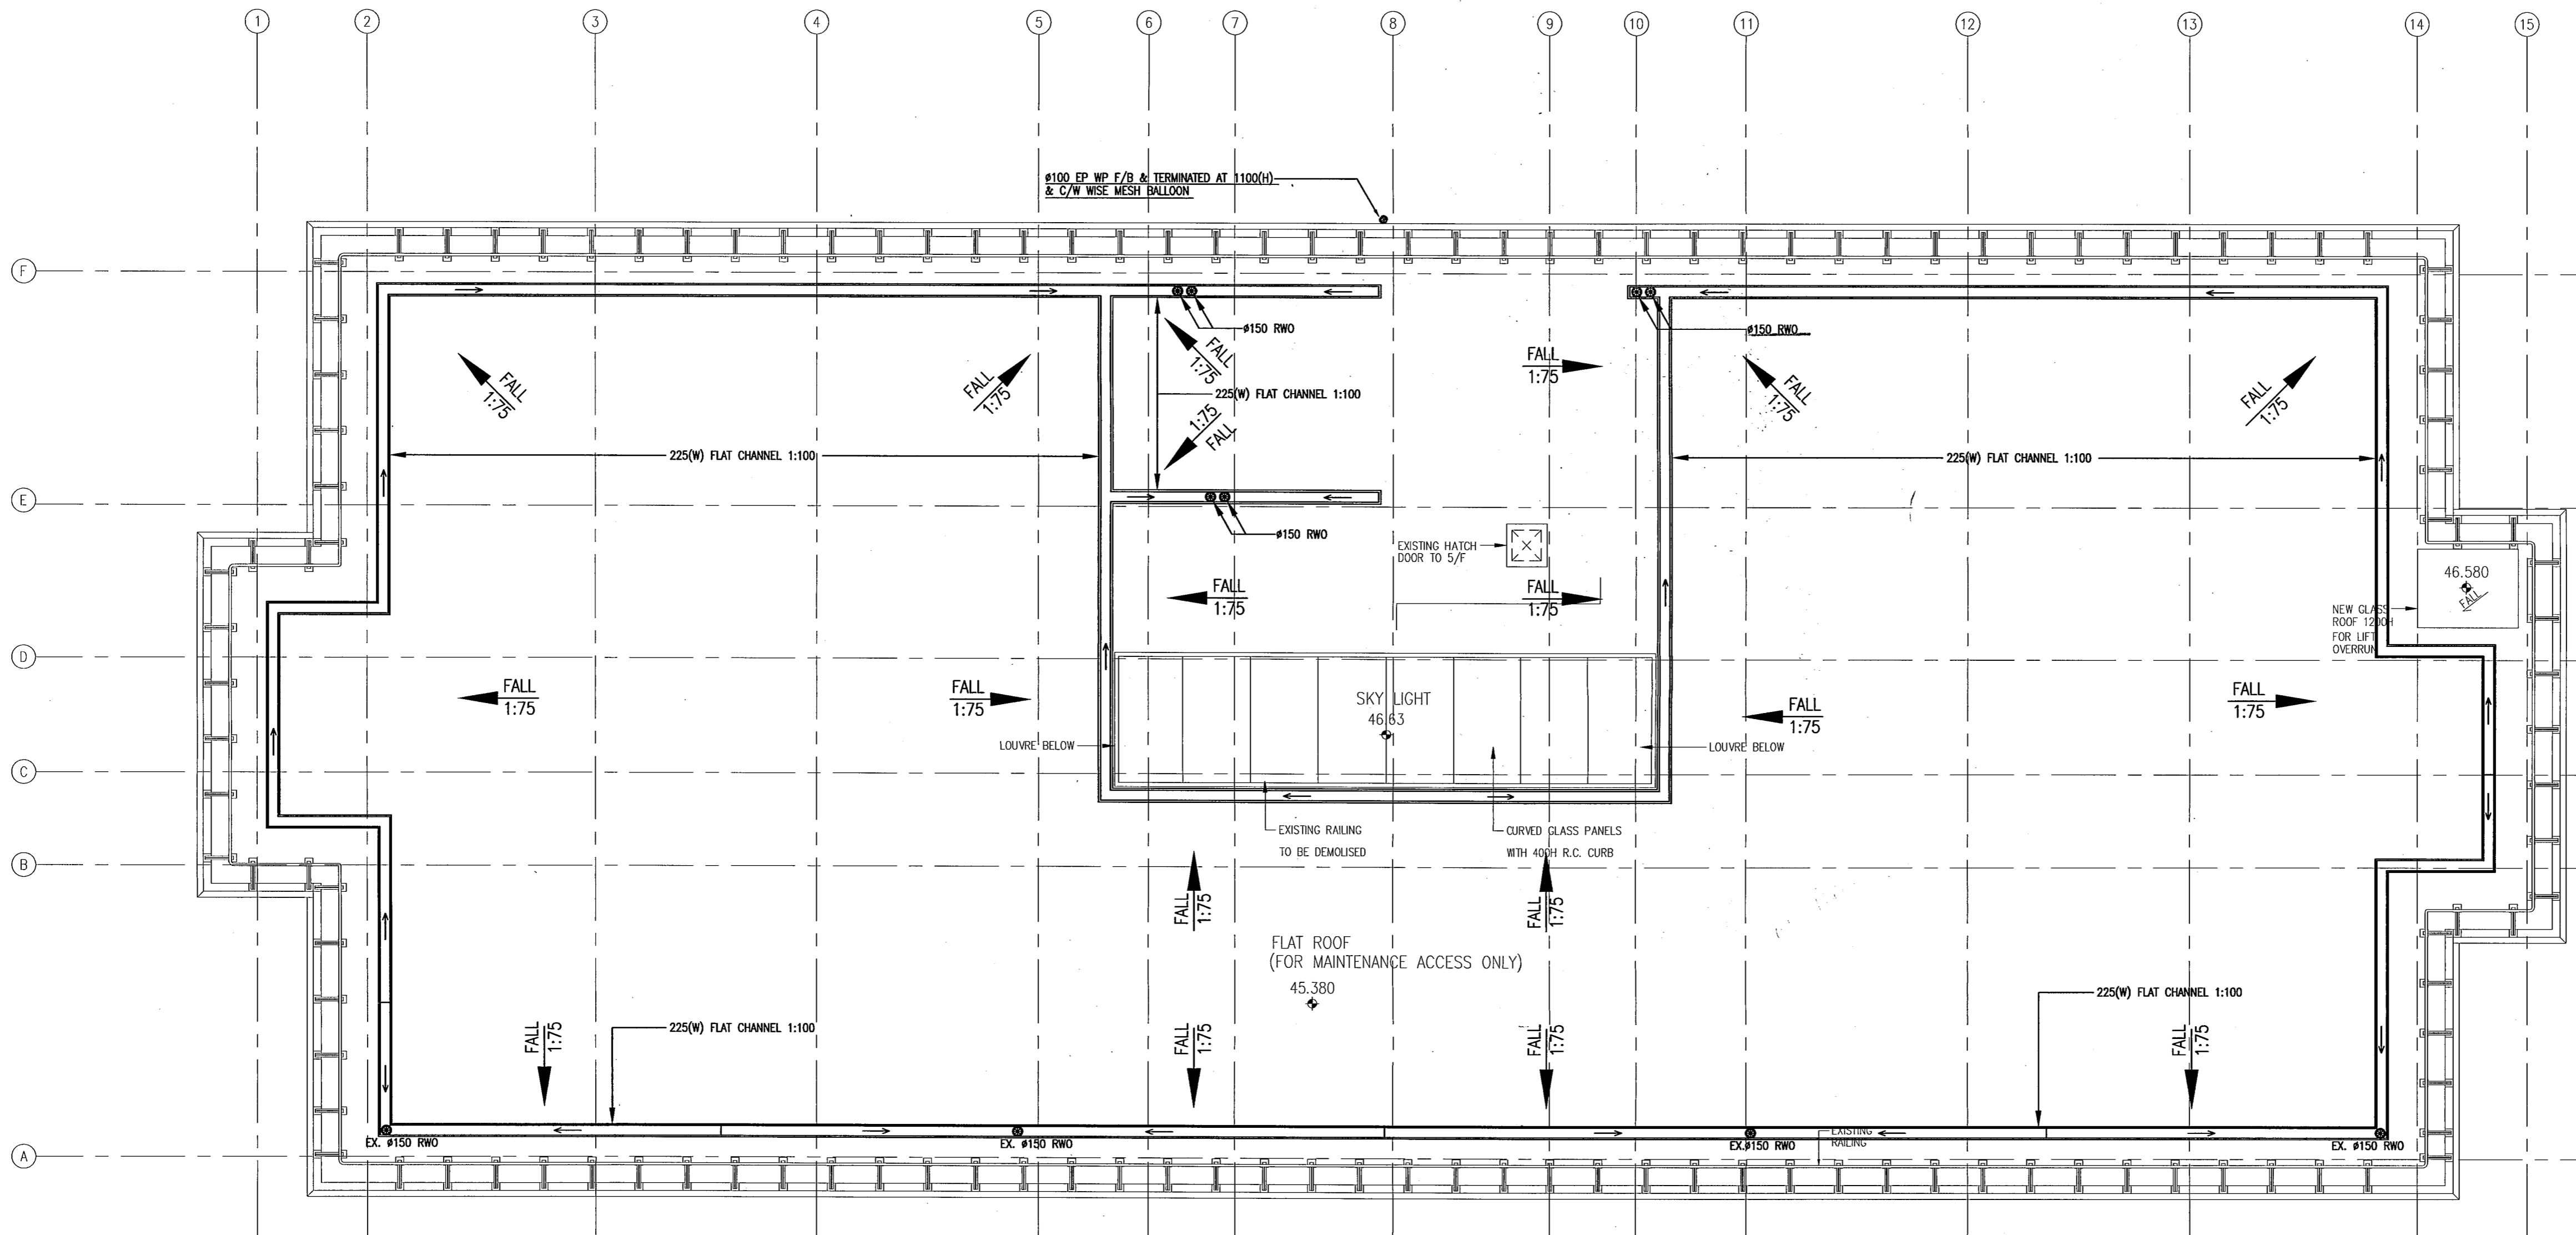 1 2 3 4 5 6 7 8 9 10 11 12 13 14 15
ø100 EP WP F/B & TERMINATED AT 1100(H)
& C/W WISE MESH BALLOON
F
ø150 RWO
ø150 RWO
FALL
1:75
FALL
1:75
FALL
1:75
FALL
1:75
FALL
1:75
FALL
1:75
225(W) FLAT CHANNEL 1:100
1:75
FALL
225(W) FLAT CHANNEL 1:100
225(W) FLAT CHANNEL 1:100
E
ø150 RWO
EXISTING HATCH
DOOR TO 5/F
FALL
1:75
FALL
1:75
46.580
FALL
NEW GLASS
ROOF 1200H
FOR LIFT
OVERRUN
D
FALL
1:75
FALL
1:75
SKY LIGHT
46.63
FALL
1:75
FALL
1:75
LOUVRE BELOW
LOUVRE BELOW
C
EXISTING RAILING
TO BE DEMOLISED
CURVED GLASS PANELS
WITH 400H R.C. CURB
B
FALL
1:75
FALL
1:75
FLAT ROOF
(FOR MAINTENANCE ACCESS ONLY)
45.380
225(W) FLAT CHANNEL 1:100
225(W) FLAT CHANNEL 1:100
FALL
1:75
FALL
1:75
FALL
1:75
FALL
1:75
EX. ø150 RWO
EX. ø150 RWO
EX.ø150 RWO
EXISTING
RAILING
EX. ø150 RWO
A